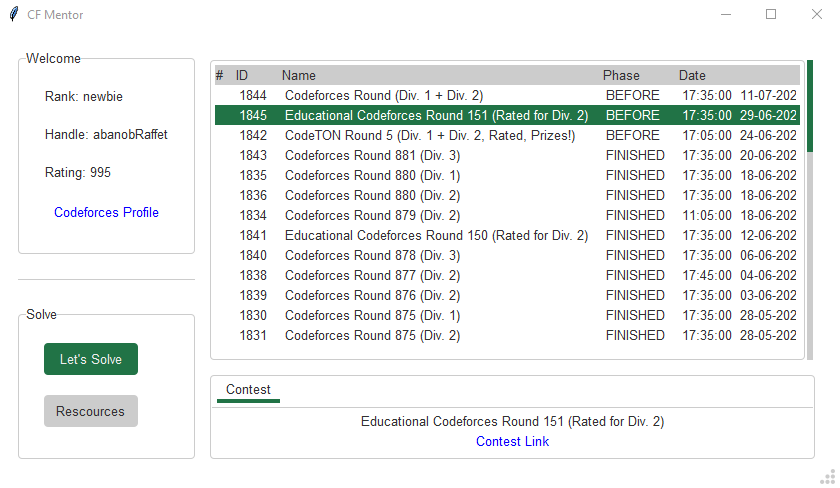 CF Mentor
Welcome
Rank: newbie
Handle: abanobRaffet
Rating: 995
Codeforces Profile
Solve
Let's Solve
Rescources
# ID Name Phase Date
1844 Codeforces Round (Div. 1 + Div. 2) BEFORE 17:35:00 11-07-202
1845 Educational Codeforces Round 151 (Rated for Div. 2) BEFORE 17:35:00 29-06-202
1842 CodeTON Round 5 (Div. 1 + Div. 2, Rated, Prizes!) BEFORE 17:05:00 24-06-202
1843 Codeforces Round 881 (Div. 3) FINISHED 17:35:00 20-06-202
1835 Codeforces Round 880 (Div. 1) FINISHED 17:35:00 18-06-202
1836 Codeforces Round 880 (Div. 2) FINISHED 17:35:00 18-06-202
1834 Codeforces Round 879 (Div. 2) FINISHED 11:05:00 18-06-202
1841 Educational Codeforces Round 150 (Rated for Div. 2) FINISHED 17:35:00 12-06-202
1840 Codeforces Round 878 (Div. 3) FINISHED 17:35:00 06-06-202
1838 Codeforces Round 877 (Div. 2) FINISHED 17:45:00 04-06-202
1839 Codeforces Round 876 (Div. 2) FINISHED 17:35:00 03-06-202
1830 Codeforces Round 875 (Div. 1) FINISHED 17:35:00 28-05-202
1831 Codeforces Round 875 (Div. 2) FINISHED 17:35:00 28-05-202
Contest
Educational Codeforces Round 151 (Rated for Div. 2)
Contest Link